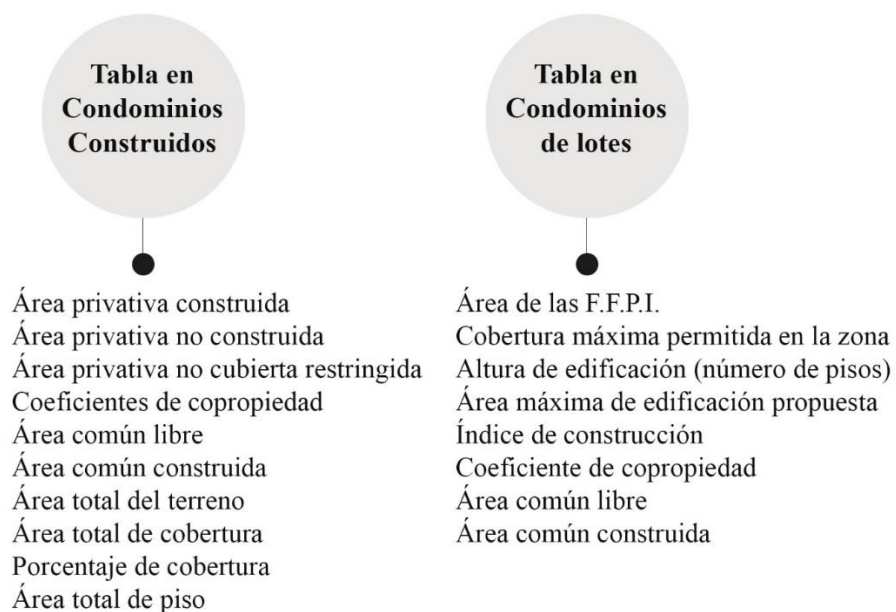 Tabla en
Condominios
Construidos
Área privativa construida
Área privativa no construida
Área privativa no cubierta restringida
Coeficientes de copropiedad
Área común libre
Área común construida
Área total del terreno
Área total de cobertura
Porcentaje de cobertura
Área total de piso
Tabla en
Condominios
de lotes
Área de las F.F.P.I.
Cobertura máxima permitida en la zona
Altura de edificación (número de pisos)
Área máxima de edificación propuesta
Índice de construcción
Coeficiente de copropiedad
Área común libre
Área común construida